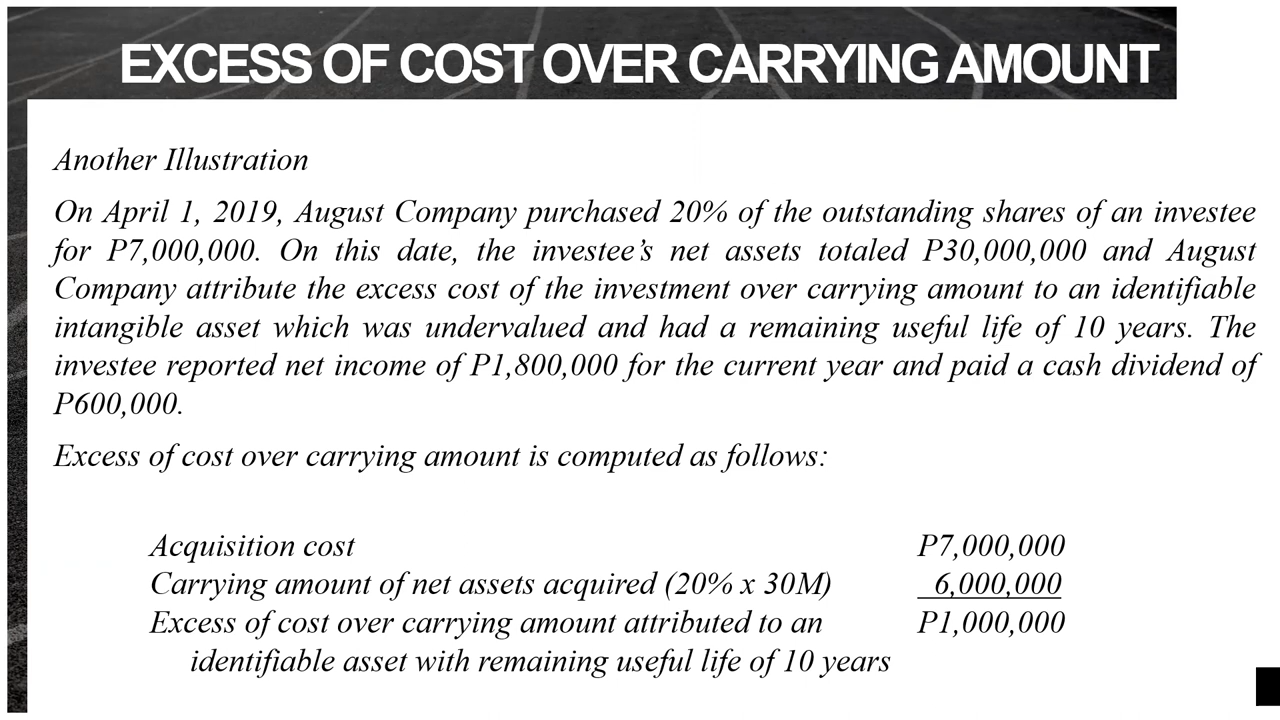 EXCESS OF COST OVER CARRYING AMOUNT
Another Illustration
On April 1, 2019, August Company purchased 20% of the outstanding shares of an investee
for P7,000,000. On this date, the investee’s net assets totaled P30,000,000 and August
Company attribute the excess cost of the investment over carrying amount to an identifiable
intangible asset which was undervalued and had a remaining useful life of 10 years. The
investee reported net income of P1,800,000 for the current year and paid a cash dividend of
P600,000.
Excess of cost over carrying amount is computed as follows:
Acquisition cost P7,000,000
Carrying amount of net assets acquired (20% x 30M) 6,000,000
Excess of cost over carrying amount attributed to an P1,000,000
identifiable asset with remaining useful life of 10 years